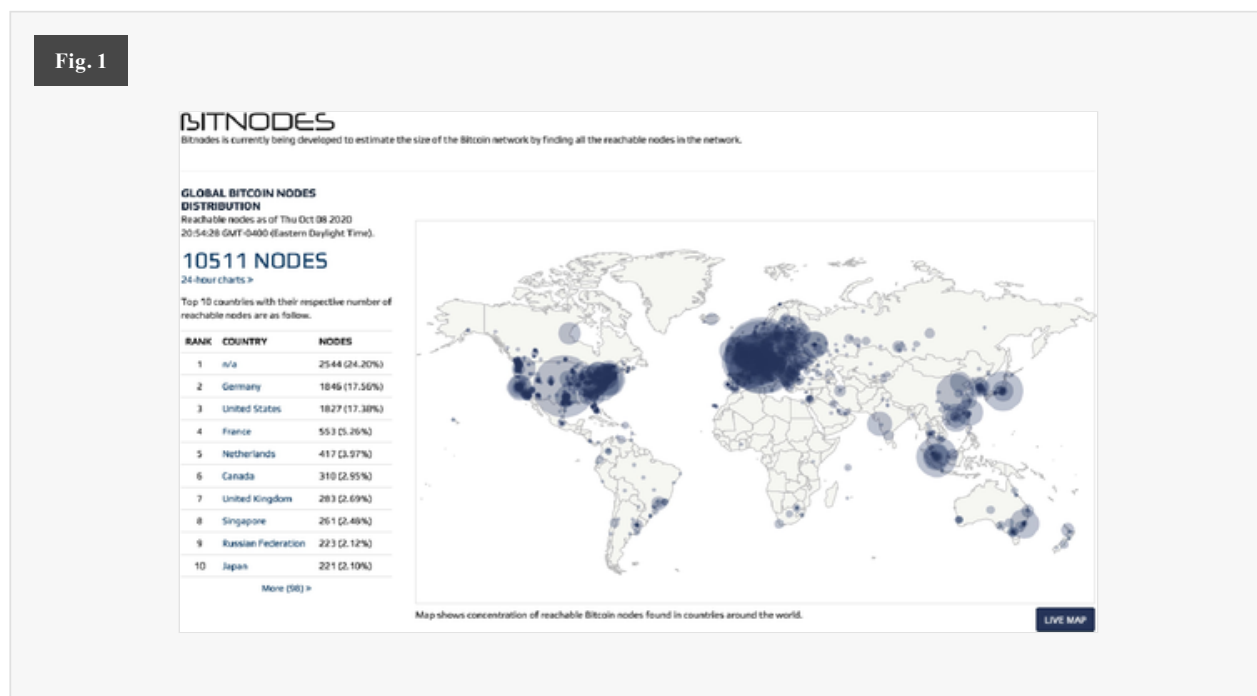 Fig. 1
BITNODES
Bitnodes is currently being developed to estimate the size of the Bitcoin network by finding all the reachable nodes in the network.
GLOBAL BITCOIN NODES
DISTRIBUTION
Reachable nodes as of Thu Oct 08 2020
20:54:28 GMT-0400 (Eastern Daylight Time).
10511 NODES
24-hour charts »
Top 10 countries with their respective number of
reachable nodes are as follow.
RANK COUNTRY NODES
1 n/a 2544 (24.20%)
2 Germany 1846 (17.56%)
3 United States 1827 (17.38%)
4 France 553 (5.26%)
5 Netherlands 417 (3.97%)
6 Canada 310 (2.95%)
7 United Kingdom 283 (2.69%)
8 Singapore 261 (2.48%)
9 Russian Federation 223 (2.12%)
10 Japan 221 (2.10%)
More (98) »
Map shows concentration of reachable Bitcoin nodes found in countries around the world.
LIVE MAP